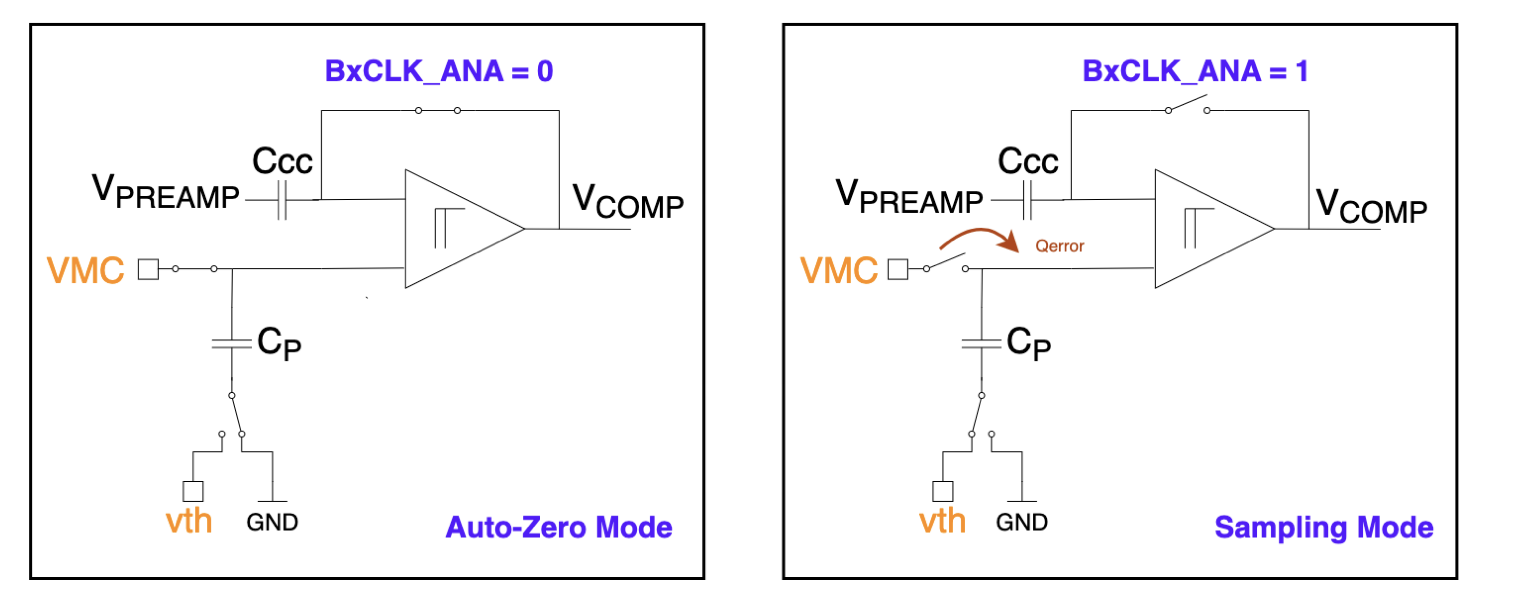 BxCLK_ANA = 0
Ccc
VPREAMP
VCOMP
VMC
CP
vth
GND
Auto-Zero Mode
BxCLK_ANA = 1
Ccc
VPREAMP
VCOMP
Qerror
VMC
CP
vth
GND
Sampling Mode